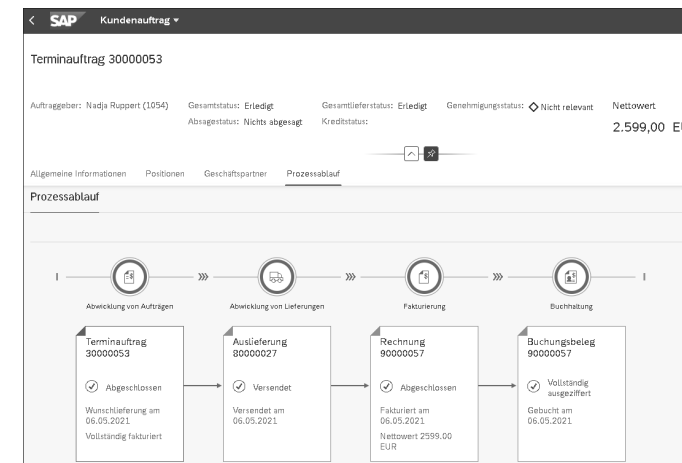 SAP Kundenauftrag
Terminauftrag 30000053
Auftraggeber: Nadja Ruppert (1054) Gesamtstatus: Erledigt Gesamtlieferstatus: Erledigt Genehmigungsstatus: Nicht relevant Nettowert
Absagestatus: Nichts abgesagt Kreditstatus: 2.599,00
Allgemeine Informationen Positionen Geschäftspartner Prozessablauf
Prozessablauf
Abwicklung von Aufträgen Abwicklung von Lieferungen Fakturierung Buchhaltung
Terminauftrag
30000053
Abgeschlossen
Wunschlieferung am
06.05.2021
Vollständig fakturiert
Auslieferung
80000027
Versendet
Versendet am
06.05.2021
Rechnung
90000057
Abgeschlossen
Fakturiert am
06.05.2021
Nettowert 2599.00
EUR
Buchungsbeleg
90000057
Vollständig
ausgeziffert
Gebucht am
06.05.2021